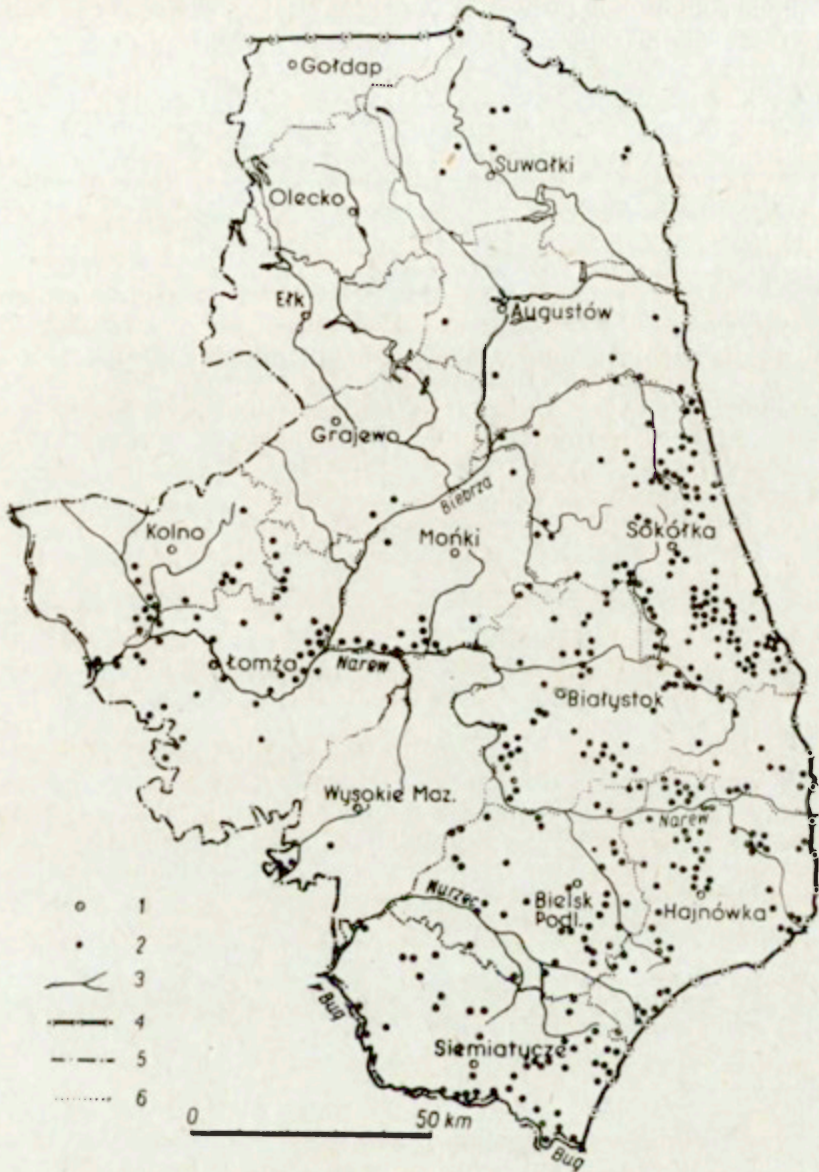 Gołdap
Suwałki
Olecko
Ełk
Augustów
Grajewo
Biebrza
Kolno
Mońki
Sokółka
Łomża
Narew
Białystok
Wysokie Maz.
Narew
Nurzec
Bielsk
Podl.
Hajnówka
Bug
Siemiatycze
Bug
1
2
3
4
5
6
0 50 km